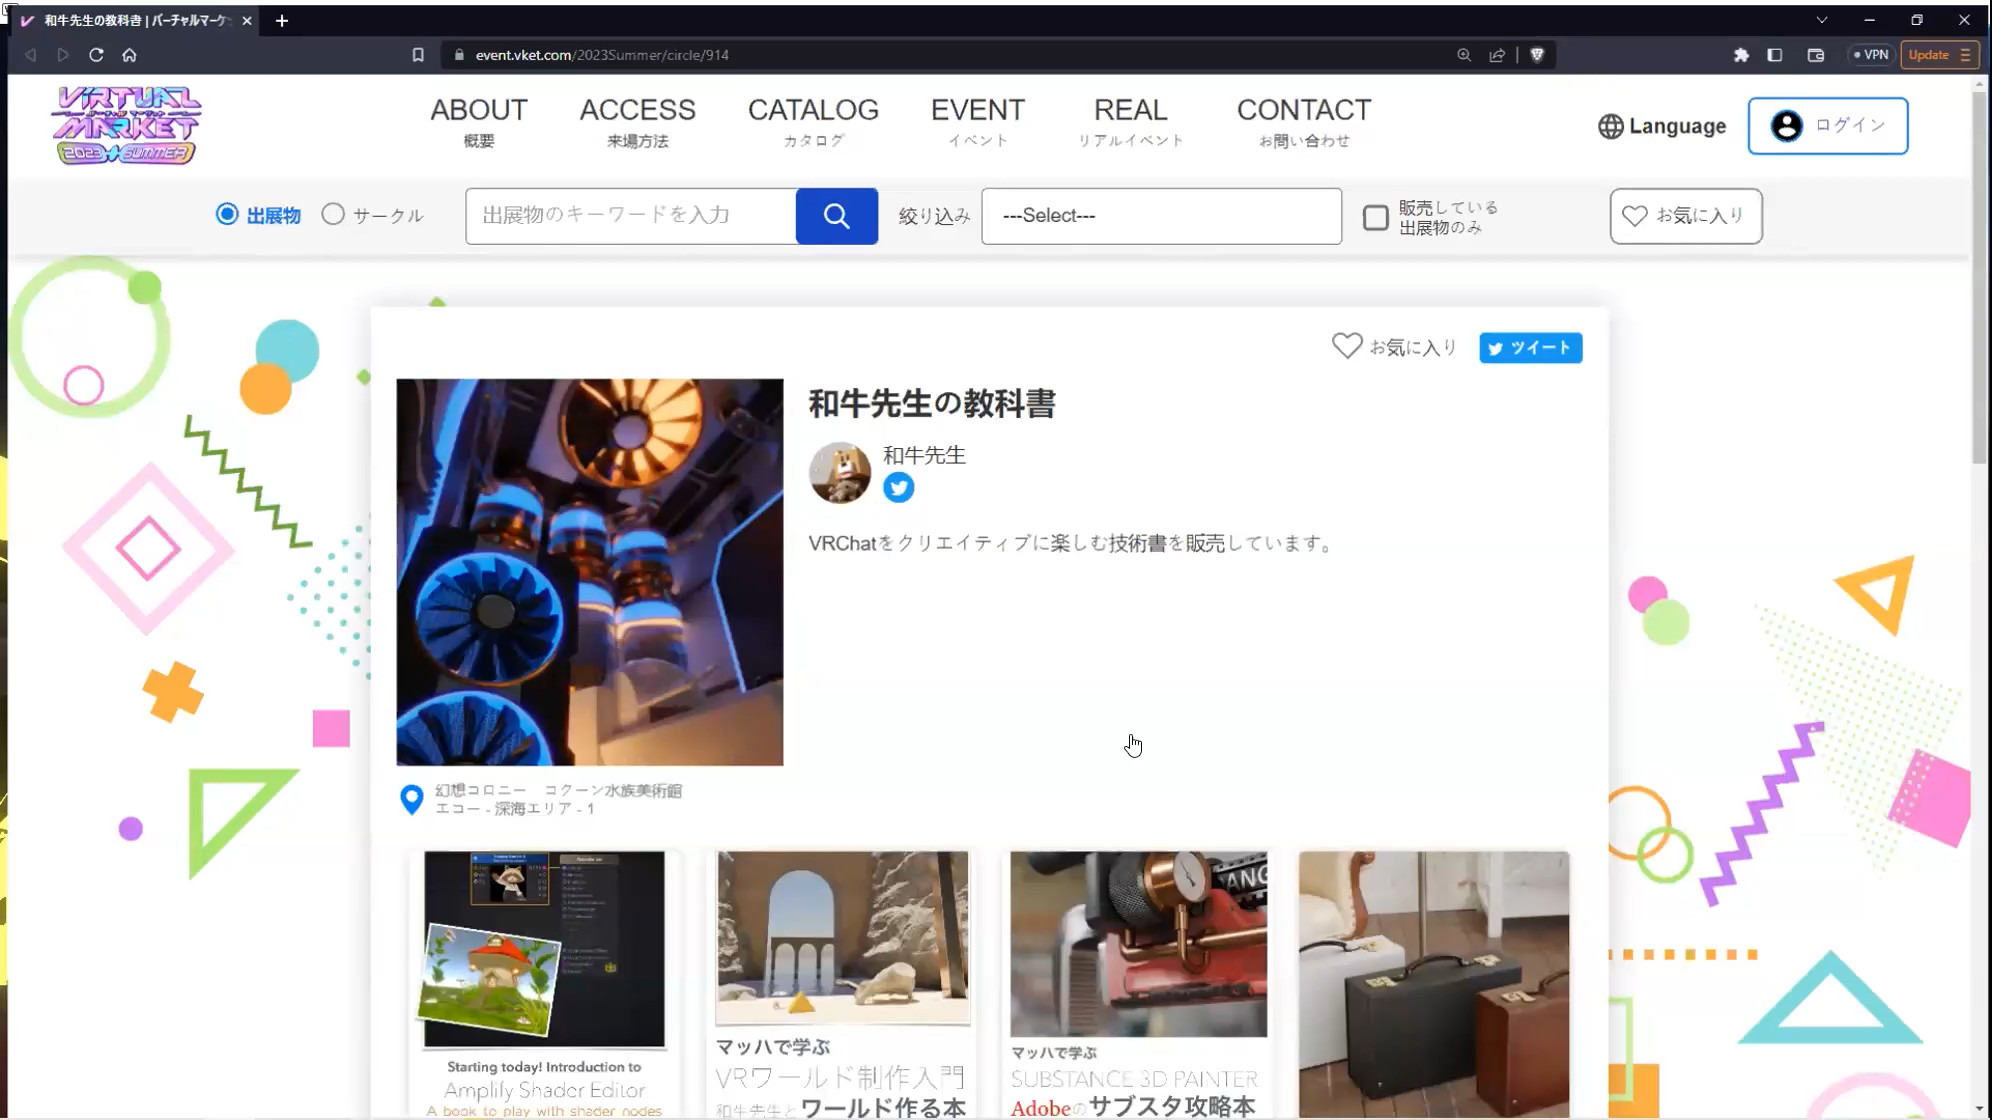 和牛先生の教科書 | バーチャルマーケ
event.vket.com/2023Summer/circle/914
VPN
Update
VIRTUAL
バーチャルマーケット
MARKET
2023 SUMMER
ABOUT
概要
ACCESS
来場方法
CATALOG
カタログ
EVENT
イベント
REAL
リアルイベント
CONTACT
お問い合わせ
Language
ログイン
出展物
サークル
出展物のキーワードを入力
絞り込み
---Select---
販売している
出展物のみ
お気に入り
お気に入り
ツイート
和牛先生の教科書
和牛先生
VRChatをクリエイティブに楽しむ技術書を販売しています。
幻想コロニー　コクーン水族美術館
エコー - 深海エリア - 1
Starting today! Introduction to
Amplify Shader Editor
A book to play with shader nodes
マッハで学ぶ
VRワールド制作入門
和牛先生と ワールド作る本
マッハで学ぶ
SUBSTANCE 3D PAINTER
Adobeのサブスタ攻略本